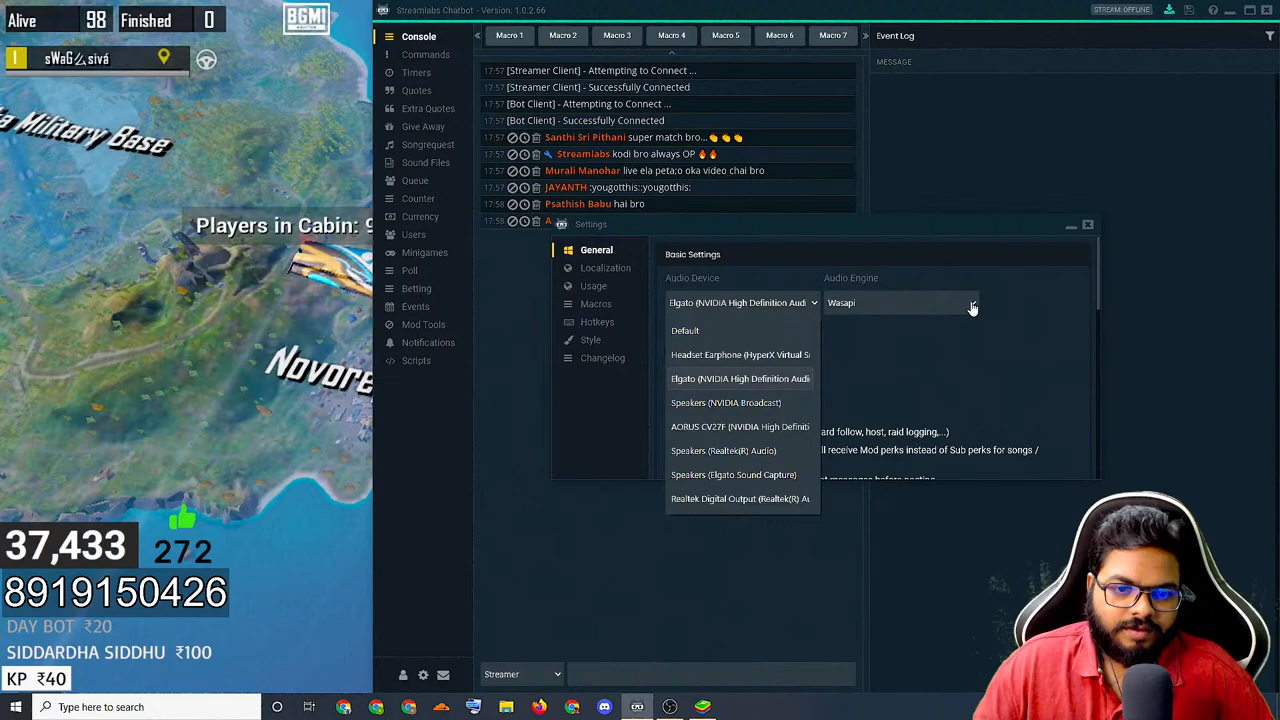 Alive 98 Finished 0
BGMI
1 sWaG么sivá
Military Base
Players in Cabin:
Novore
37,433 272
8919150426
DAY BOT ₹20
SIDDARDHA SIDDHU ₹100
KP ₹40
Streamlabs Chatbot - Version: 1.0.2.66
STREAM: OFFLINE
Console
Commands
Timers
Quotes
Extra Quotes
Give Away
Songrequest
Sound Files
Queue
Counter
Currency
Users
Minigames
Poll
Betting
Events
Mod Tools
Notifications
Scripts
Macro 1 Macro 2 Macro 3 Macro 4 Macro 5 Macro 6 Macro 7
17:57 [Streamer Client] - Attempting to Connect ...
17:57 [Streamer Client] - Successfully Connected
17:57 [Bot Client] - Attempting to Connect ...
17:57 [Bot Client] - Successfully Connected
17:57 Santhi Sri Pithani super match bro...👏 👏 👏
17:57 Streamlabs kodi bro always OP 🔥🔥
17:57 Murali Manohar live ela peta;o oka video chai bro
17:57 JAYANTH :yougotthis::yougotthis:
17:58 Psathish Babu hai bro
17:58 A
Event Log
MESSAGE
Settings
General
Localization
Usage
Macros
Hotkeys
Style
Changelog
Basic Settings
Audio Device Audio Engine
Elgato (NVIDIA High Definition Audi Wasapi
Default
Headset Earphone (HyperX Virtual S
Elgato (NVIDIA High Definition Audi
Speakers (NVIDIA Broadcast)
AORUS CV27F (NVIDIA High Definiti
Speakers (Realtek(R) Audio)
Speakers (Elgato Sound Capture)
Realtek Digital Output (Realtek(R) Au
ard follow, host, raid logging,...)
ll receive Mod perks instead of Sub perks for songs /
Streamer
Type here to search